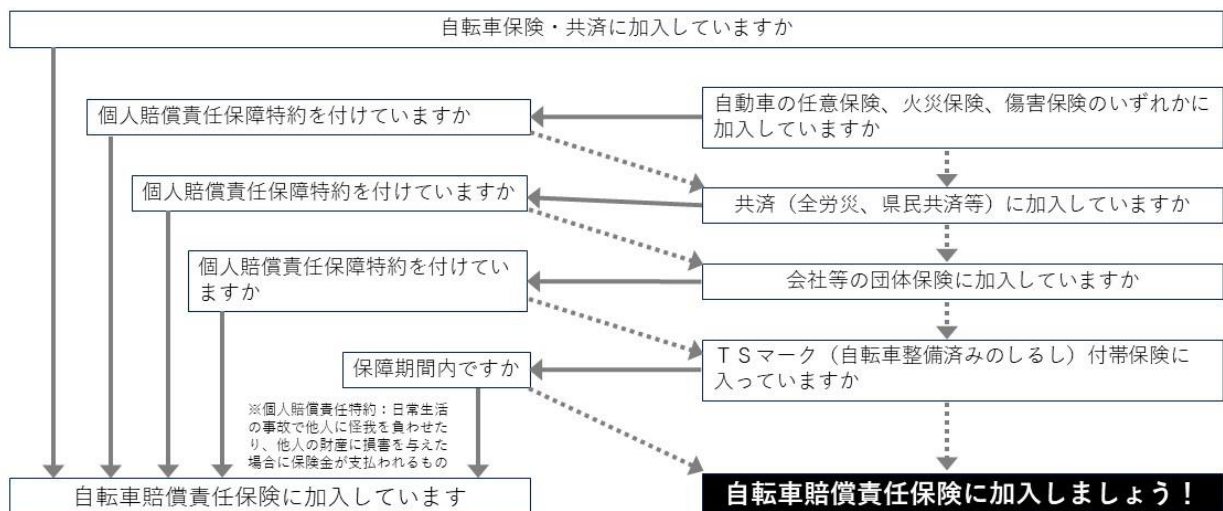 自転車保険・共済に加入していますか
自動車の任意保険、火災保険、傷害保険のいずれかに
加入していますか
個人賠償責任保障特約を付けていますか
共済（全労災、県民共済等）に加入していますか
個人賠償責任保障特約を付けていますか
会社等の団体保険に加入していますか
個人賠償責任保障特約を付けてい
ますか
ＴＳマーク（自転車整備済みのしるし）付帯保険に
入っていますか
保障期間内ですか
※個人賠償責任特約：日常生活
の事故で他人に怪我を負わせた
り、他人の財産に損害を与えた
場合に保険金が支払われるもの
自転車賠償責任保険に加入しています
自転車賠償責任保険に加入しましょう！